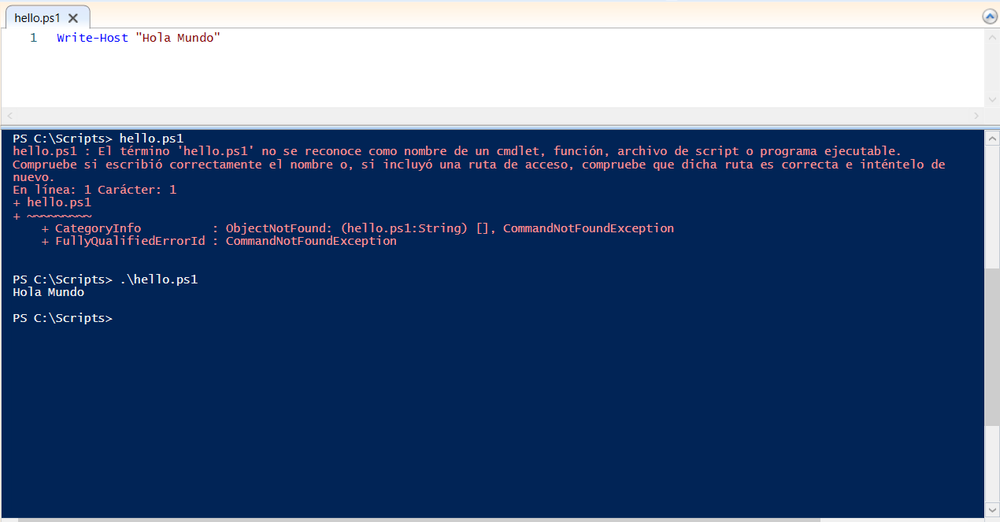 hello.ps1
1 Write-Host "Hola Mundo"
PS C:\Scripts> hello.ps1
hello.ps1 : El término 'hello.ps1' no se reconoce como nombre de un cmdlet, función, archivo de script o programa ejecutable.
Compruebe si escribió correctamente el nombre o, si incluyó una ruta de acceso, compruebe que dicha ruta es correcta e inténtelo de
nuevo.
En línea: 1 Carácter: 1
+ hello.ps1
+ ~~~~~~~~~
    + CategoryInfo          : ObjectNotFound: (hello.ps1:String) [], CommandNotFoundException
    + FullyQualifiedErrorId : CommandNotFoundException
PS C:\Scripts> .\hello.ps1
Hola Mundo
PS C:\Scripts>